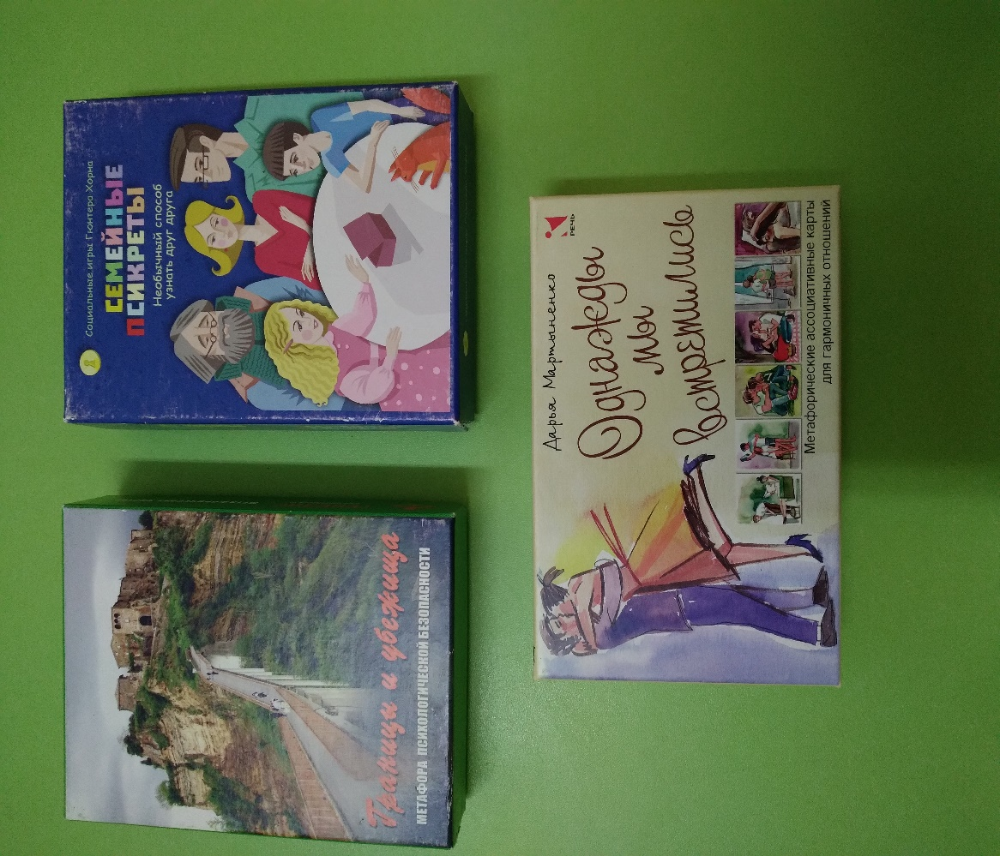 Социальные игры Гюнтера Хорна
СЕМЕЙНЫЕ
ПСИКРЕТЫ
Необычный способ
узнать друг друга
Границы и убежища
МЕТАФОРА ПСИХОЛОГИЧЕСКОЙ БЕЗОПАСНОСТИ
РЕЧЬ
Дарья Мартыненко
Однажды
мы
встретились
Метафорические ассоциативные карты
для гармоничных отношений